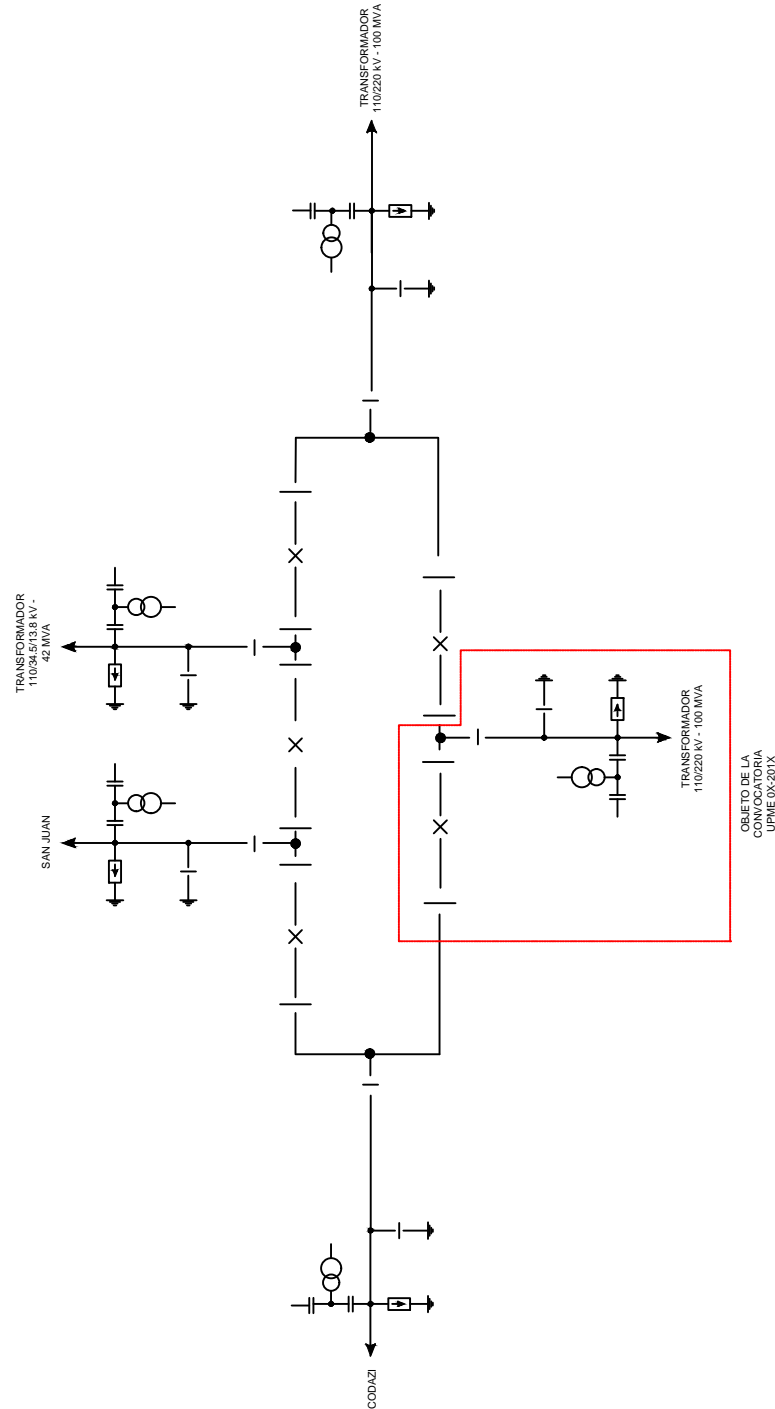 TRANSFORMADOR
110/220 kV - 100 MVA
TRANSFORMADOR
110/34.5/13.8 kV -
42 MVA
SAN JUAN
TRANSFORMADOR
110/220 kV - 100 MVA
OBJETO DE LA
CONVOCATORIA
UPME 0X-201X
CODAZI